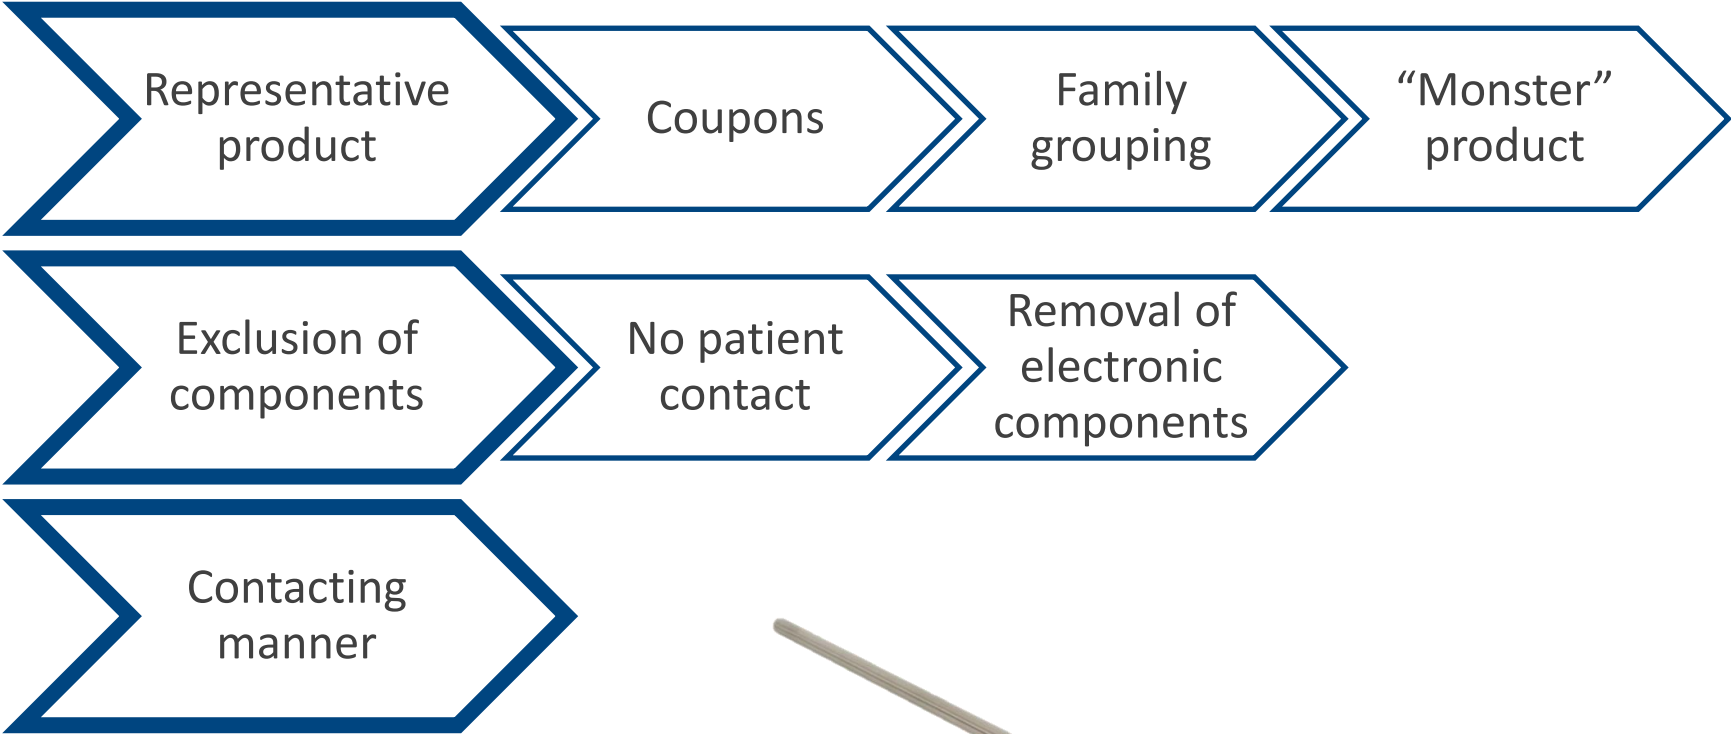 Representative
product
Coupons
Family
grouping
“Monster”
product
Exclusion of
components
No patient
contact
Removal of
electronic
components
Contacting
manner